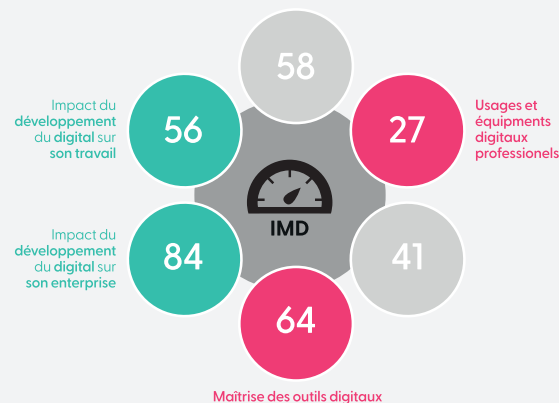 58
Impact du
développement
du digital sur
son travail
56
27
Usages et
équipments
digitaux
professionels
IMD
Impact du
développement
du digital sur
son enterprise
84
41
64
Maîtrise des outils digitaux